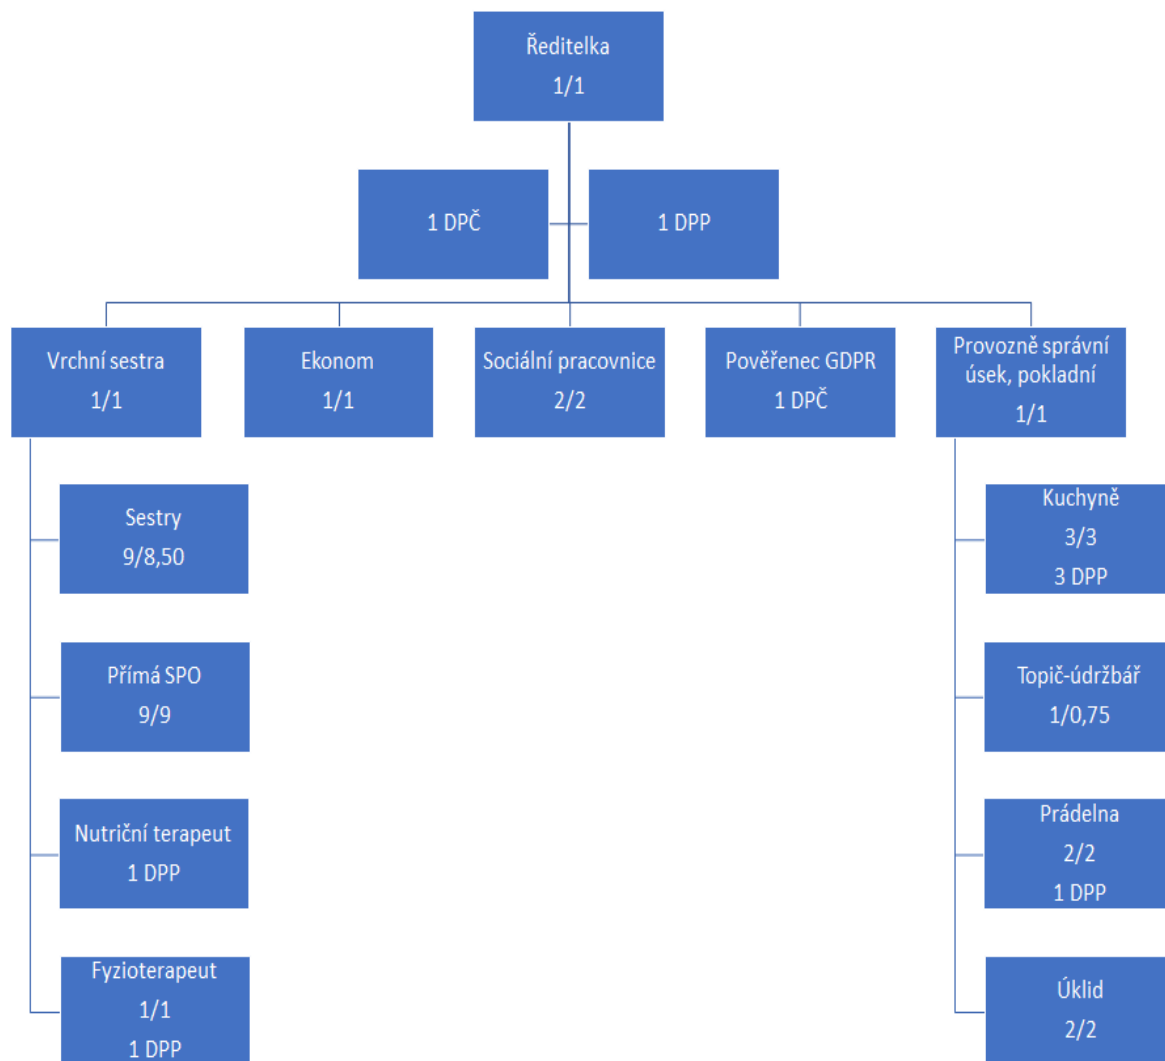 Ředitelka
1/1
1 DPČ
1 DPP
Vrchní sestra
1/1
Ekonom
1/1
Sociální pracovnice
2/2
Pověřenec GDPR
1 DPČ
Provozně správní
úsek, pokladní
1/1
Sestry
9/8,50
Přímá SPO
9/9
Nutriční terapeut
1 DPP
Fyzioterapeut
1/1
1 DPP
Kuchyně
3/3
3 DPP
Topič-údržbář
1/0,75
Prádelna
2/2
1 DPP
Úklid
2/2